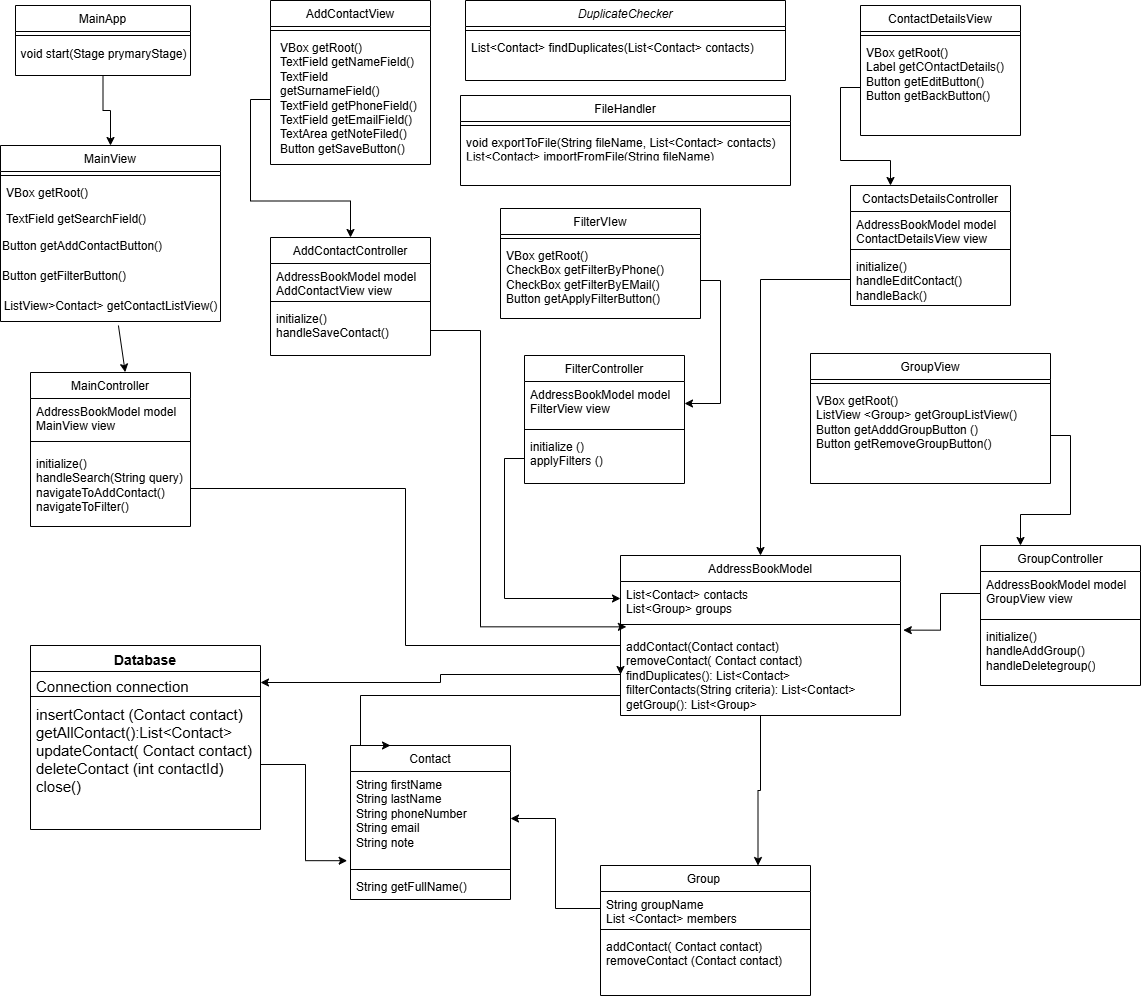 MainApp
void start(Stage prymaryStage)
AddContactView
VBox getRoot()
TextField getNameField()
TextField
getSurnameField()
TextField getPhoneField()
TextField getEmailField()
TextArea getNoteFiled()
Button getSaveButton()
DuplicateChecker
List<Contact> findDuplicates(List<Contact> contacts)
FileHandler
void exportToFile(String fileName, List<Contact> contacts)
List<Contact> importFromFile(String fileName)
ContactDetailsView
VBox getRoot()
Label getCOntactDetails()
Button getEditButton()
Button getBackButton()
MainView
VBox getRoot()
TextField getSearchField()
Button getAddContactButton()
Button getFilterButton()
ListView>Contact> getContactListView()
AddContactController
AddressBookModel model
AddContactView view
initialize()
handleSaveContact()
FilterVIew
VBox getRoot()
CheckBox getFilterByPhone()
CheckBox getFilterByEMail()
Button getApplyFilterButton()
ContactsDetailsController
AddressBookModel model
ContactDetailsView view
initialize()
handleEditContact()
handleBack()
MainController
AddressBookModel model
MainView view
initialize()
handleSearch(String query)
navigateToAddContact()
navigateToFilter()
FilterController
AddressBookModel model
FilterView view
initialize ()
applyFilters ()
GroupView
VBox getRoot()
ListView <Group> getGroupListView()
Button getAdddGroupButton ()
Button getRemoveGroupButton()
GroupController
AddressBookModel model
GroupView view
initialize()
handleAddGroup()
handleDeletegroup()
AddressBookModel
List<Contact> contacts
List<Group> groups
addContact(Contact contact)
removeContact( Contact contact)
findDuplicates(): List<Contact>
filterContacts(String criteria): List<Contact>
getGroup(): List<Group>
Database
Connection connection
insertContact (Contact contact)
getAllContact():List<Contact>
updateContact( Contact contact)
deleteContact (int contactId)
close()
Contact
String firstName
String lastName
String phoneNumber
String email
String note
String getFullName()
Group
String groupName
List <Contact> members
addContact( Contact contact)
removeContact (Contact contact)